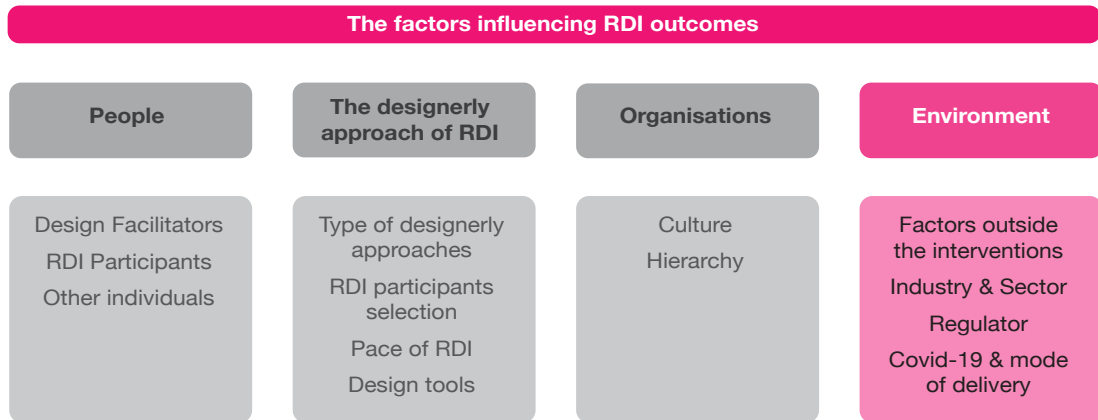 The factors influencing RDI outcomes
People
The designerly
approach of RDI
Organisations
Environment
Design Facilitators
RDI Participants
Other individuals
Type of designerly
approaches
RDI participants
selection
Pace of RDI
Design tools
Culture
Hierarchy
Factors outside
the interventions
Industry & Sector
Regulator
Covid-19 & mode
of delivery